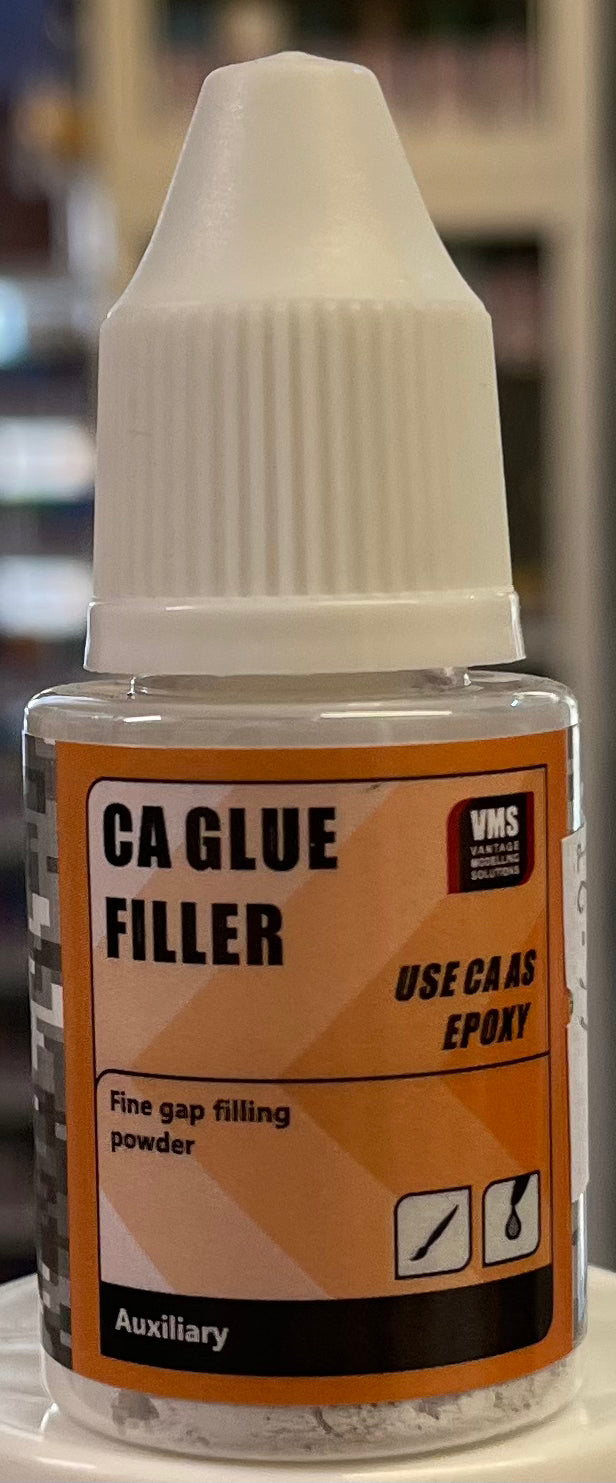 CA GLUE
FILLER
VMS
VANTAGE
MODELLING
SOLUTIONS
USE CA AS
EPOXY
Fine gap filling
powder
Auxiliary